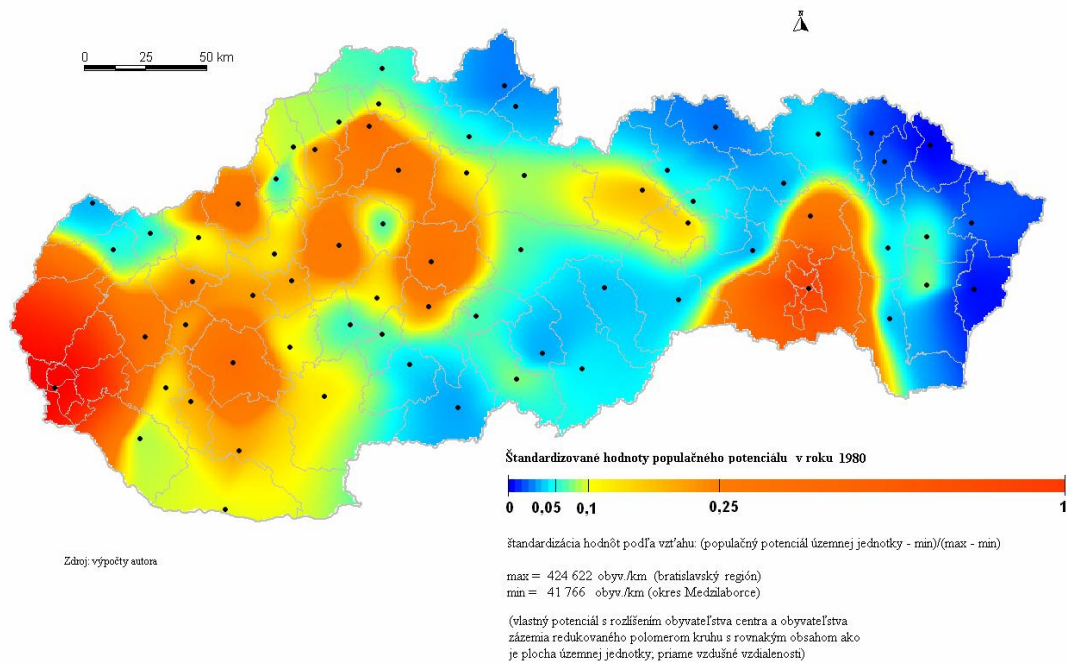 N
0 25 50 km
Štandardizované hodnoty populačného potenciálu v roku 1980
0 0,05 0,1 0,25 1
štandardizácia hodnôt podľa vzťahu: (populačný potenciál územnej jednotky - min)/(max - min)
Zdroj: výpočty autora
max = 424 622 obyv./km (bratislavský región)
min = 41 766 obyv./km (okres Medzilaborce)
(vlastný potenciál s rozlíšením obyvateľstva centra a obyvateľstva
zázemia redukovaného polomerom kruhu s rovnakým obsahom ako
je plocha územnej jednotky; priame vzdušné vzdialenosti)